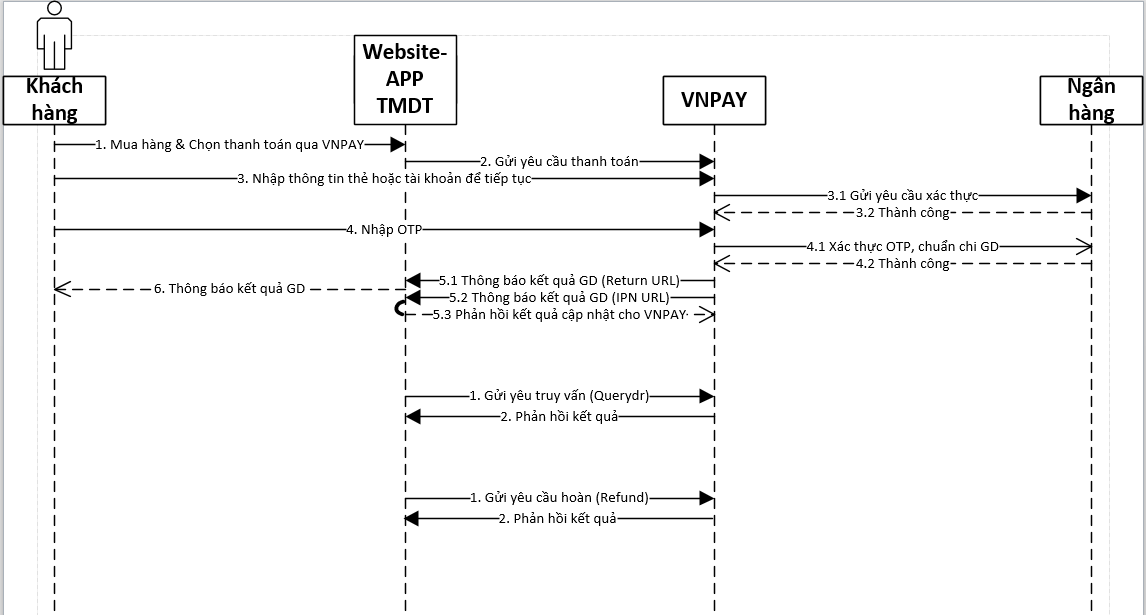 Khách
hàng
Website-
APP
TMDT
VNPAY
Ngân
hàng
1. Mua hàng & Chọn thanh toán qua VNPAY
2. Gửi yêu cầu thanh toán
3. Nhập thông tin thẻ hoặc tài khoản để tiếp tục
3.1 Gửi yêu cầu xác thực
3.2 Thành công
4. Nhập OTP
4.1 Xác thực OTP, chuẩn chi GD
4.2 Thành công
5.1 Thông báo kết quả GD (Return URL)
6. Thông báo kết quả GD
5.2 Thông báo kết quả GD (IPN URL)
5.3 Phản hồi kết quả cập nhật cho VNPAY
1. Gửi yêu truy vấn (Querydr)
2. Phản hồi kết quả
1. Gửi yêu cầu hoàn (Refund)
2. Phản hồi kết quả